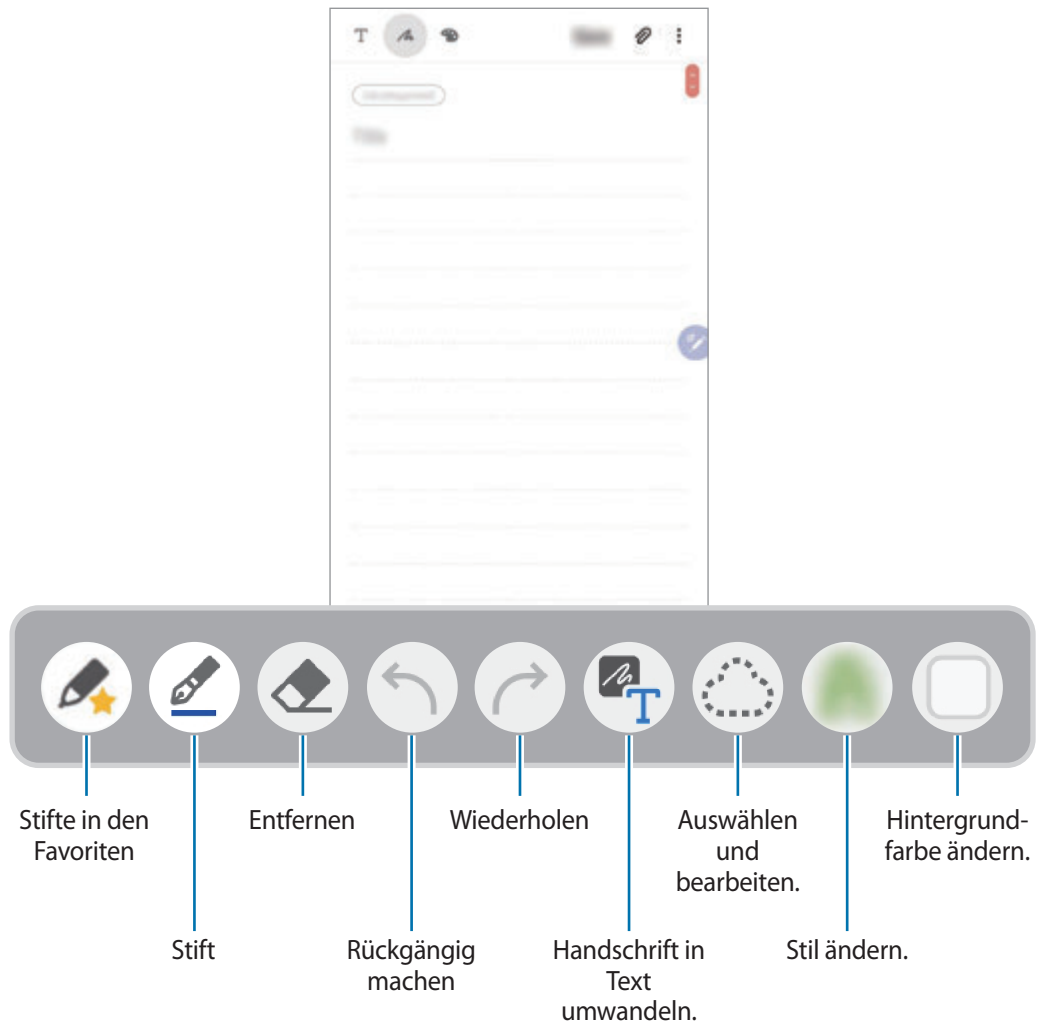 Stifte in den
Favoriten
Entfernen
Wiederholen
Auswählen
und
bearbeiten.
Hintergrund-
farbe ändern.
Stift
Rückgängig
machen
Handschrift in
Text
umwandeln.
Stil ändern.